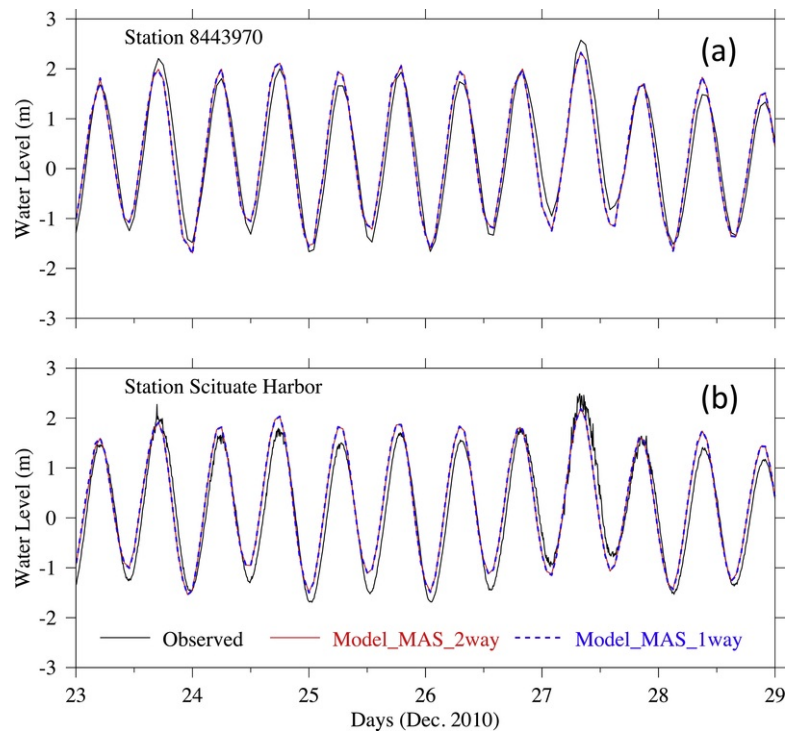 3
Station 8443970
(a)
2
1
0
-1
-2
-3
Water Level (m)
3
Station Scituate Harbor
(b)
2
1
0
-1
-2
-3
Water Level (m)
Observed Model_MAS_2way Model_MAS_1way
23 24 25 26 27 28 29
Days (Dec. 2010)